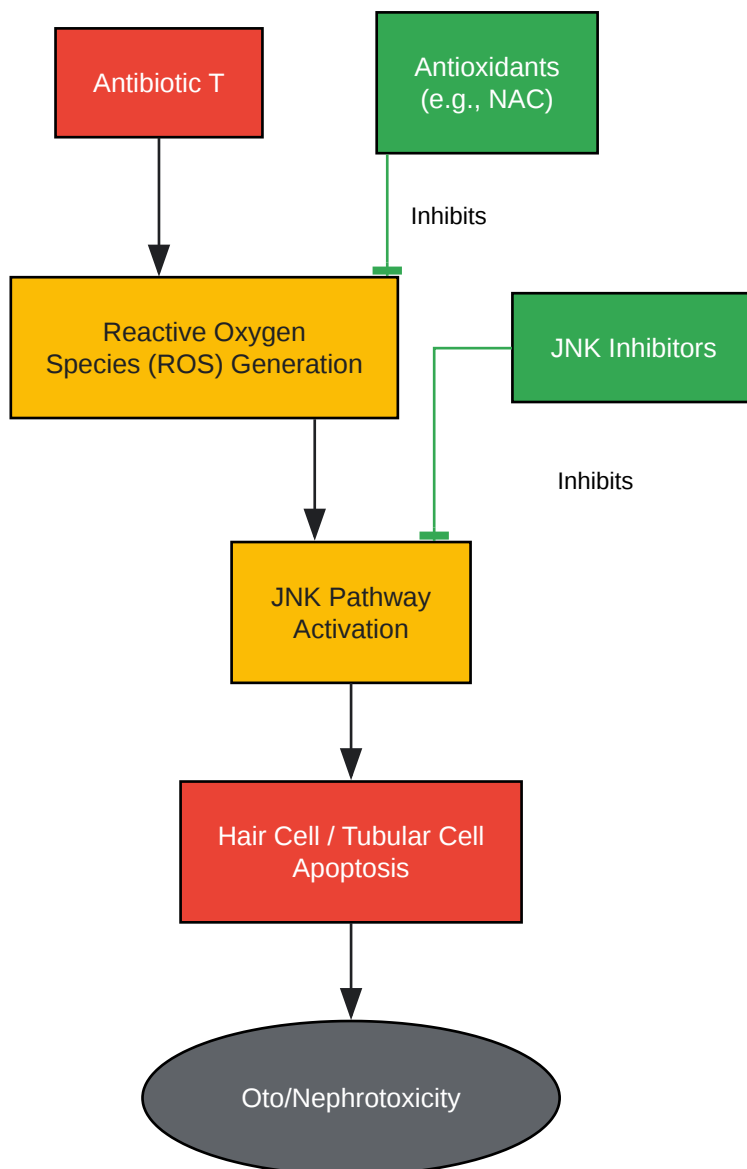 Antibiotic T
Antioxidants
(e.g., NAC)
Inhibits
Reactive Oxygen
Species (ROS) Generation
JNK Inhibitors
Inhibits
JNK Pathway
Activation
Hair Cell / Tubular Cell
Apoptosis
Oto/Nephrotoxicity